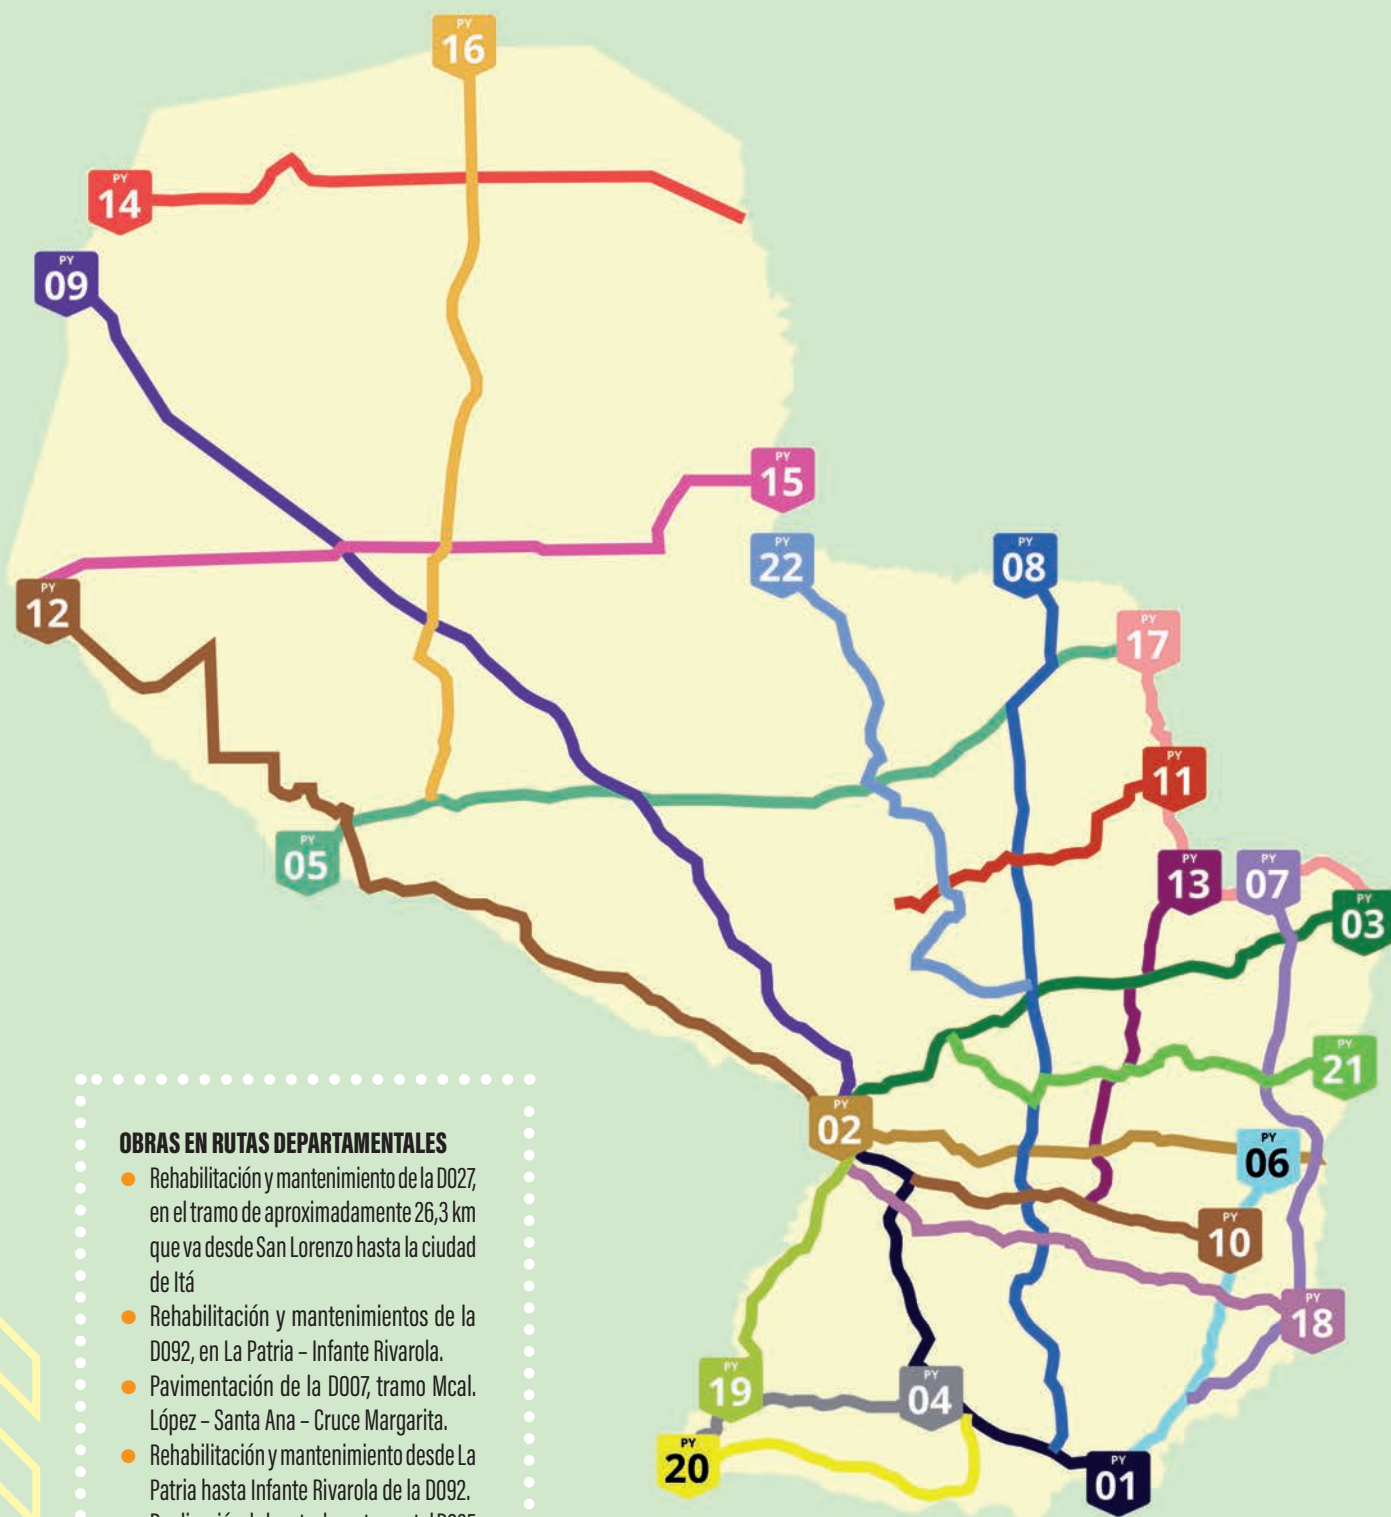 PY
16
PY
14
PY
09
PY
15
PY
22
PY
08
PY
12
PY
17
PY
11
PY
05
PY
13
PY
07
PY
03
PY
21
PY
02
PY
06
PY
10
PY
18
PY
19
PY
04
PY
20
PY
01
OBRAS EN RUTAS DEPARTAMENTALES
Rehabilitación y mantenimiento de la D027,
en el tramo de aproximadamente 26,3 km
que va desde San Lorenzo hasta la ciudad
de Itá
Rehabilitación y mantenimientos de la
D092, en La Patria – Infante Rivarola.
Pavimentación de la D007, tramo Mcal.
López – Santa Ana – Cruce Margarita.
Rehabilitación y mantenimiento desde La
Patria hasta Infante Rivarola de la D092.